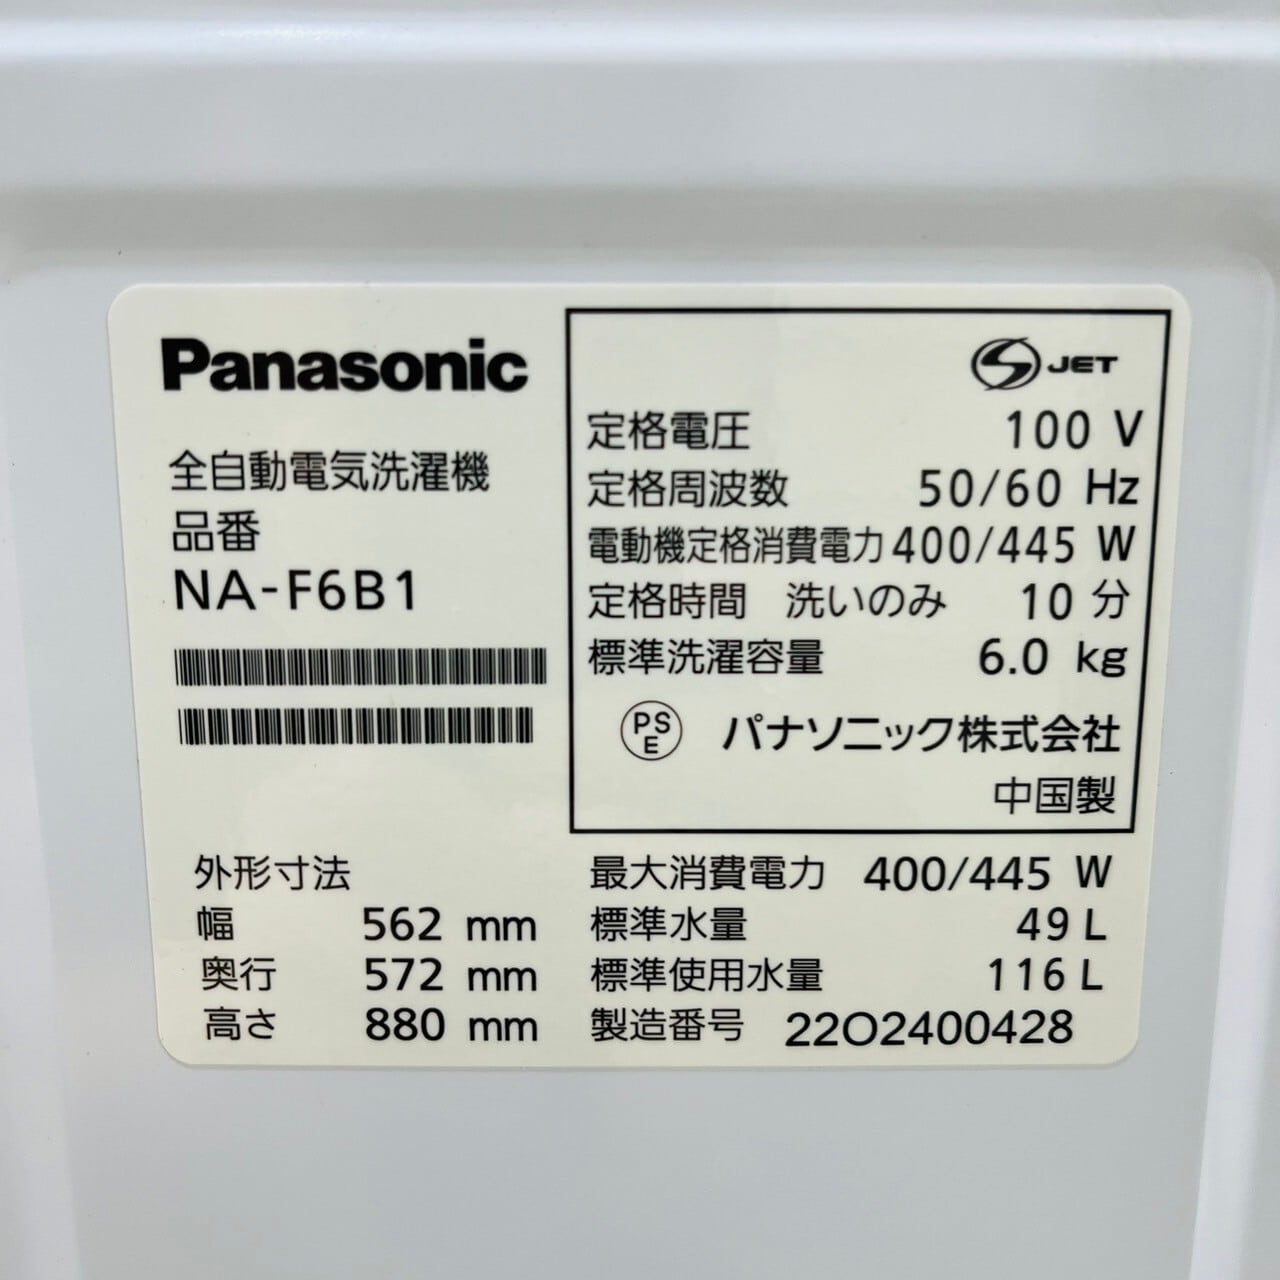 Panasonic
全自動電気洗濯機
品番
NA-F6B1
JET
定格電圧 100 V
定格周波数 50/60 Hz
電動機定格消費電力 400/445 W
定格時間 洗いのみ 10 分
標準洗濯容量 6.0 kg
PS E パナソニック株式会社
中国製
外形寸法
幅 562 mm
奥行 572 mm
高さ 880 mm
最大消費電力 400/445 W
標準水量 49 L
標準使用水量 116 L
製造番号 22O2400428